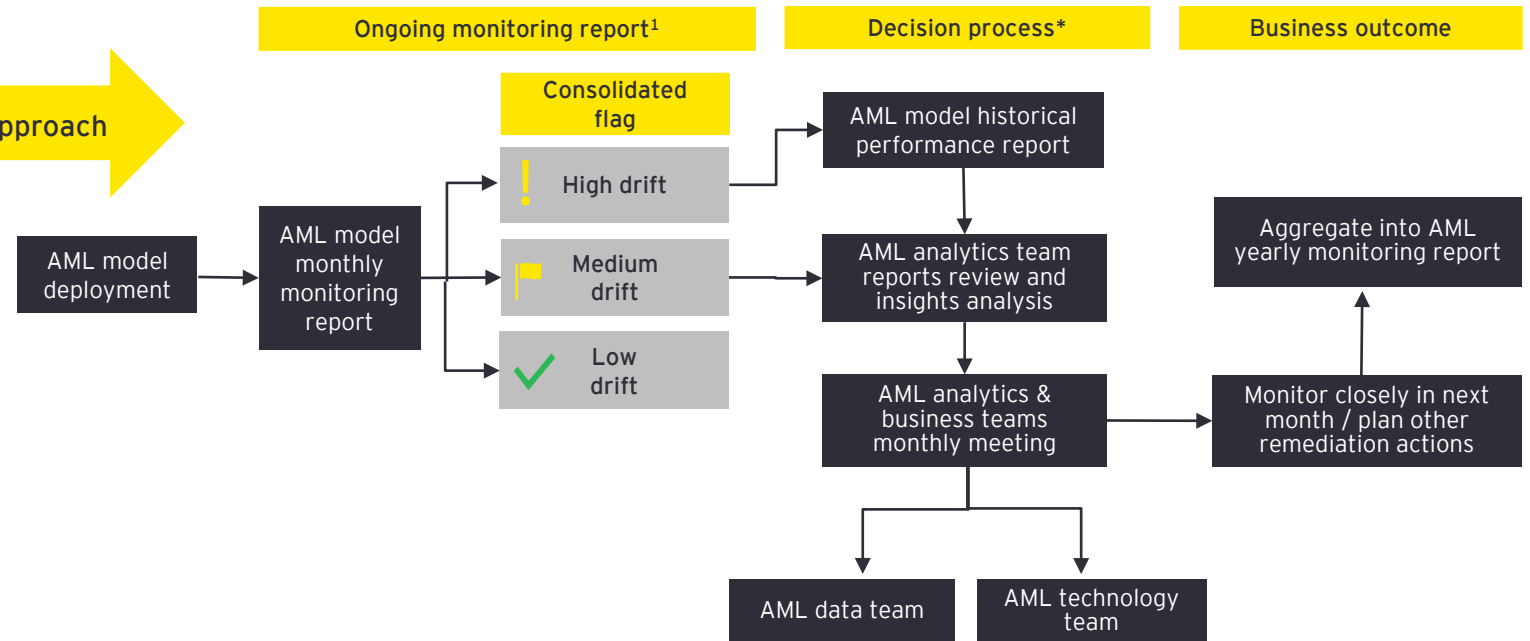 Ongoing monitoring report¹
Decision process*
Business outcome
Consolidated
flag
High drift
Medium
drift
Low
drift
AML model
deployment
AML model
monthly
monitoring
report
AML model historical
performance report
AML analytics team
reports review and
insights analysis
AML analytics &
business teams
monthly meeting
AML data team
AML technology
team
Aggregate into AML
yearly monitoring report
Monitor closely in next
month / plan other
remediation actions